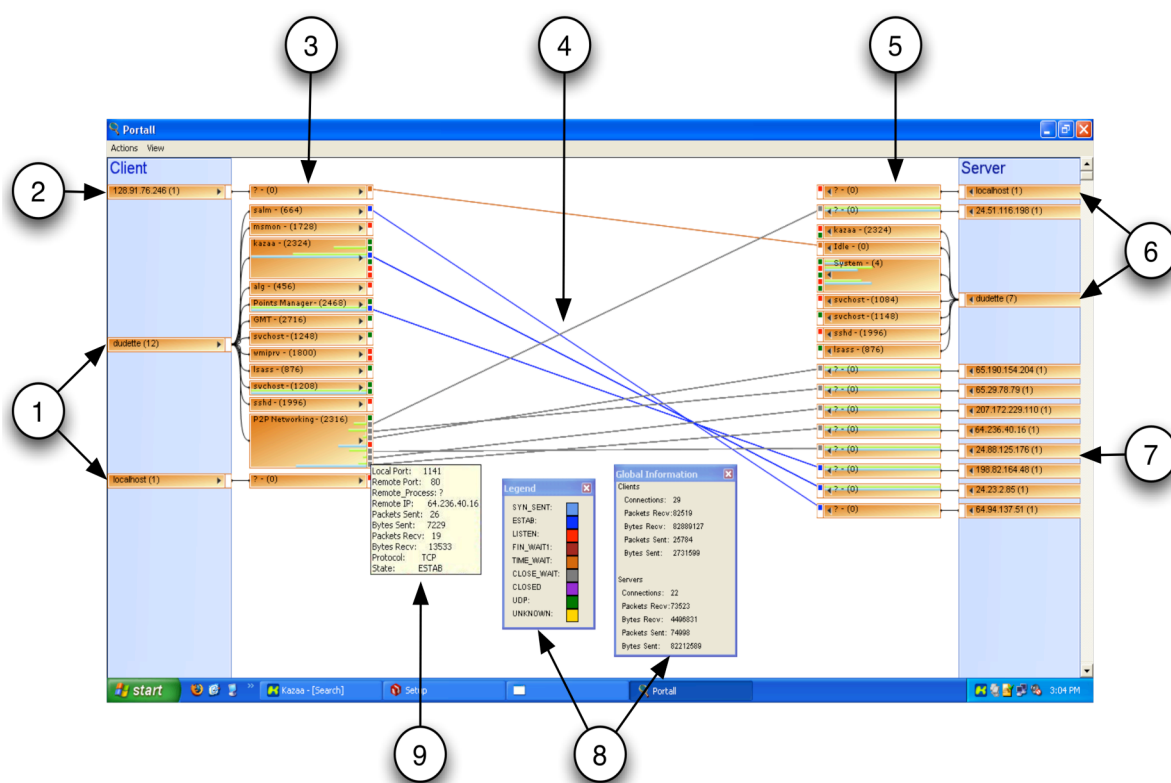 3
4
5
Portall
Actions View
Client
Server
2
128.91.76.246 (1)
? - (0)
? - (0)
localhost (1)
salm - (664)
? - (0)
24.51.116.198 (1)
msmon - (1728)
kazaa - (2324)
kazaa - (2324)
Idle - (0)
6
System - (4)
alg - (456)
Points Manager - (2468)
svchost - (1084)
dudette (7)
GMT - (2716)
svchost - (1148)
svchost - (1248)
sshd - (1996)
dudette (12)
wmiprv - (1800)
lsass - (876)
lsass - (876)
? - (0)
65.190.154.204 (1)
svchost - (1208)
? - (0)
65.29.78.79 (1)
sshd - (1996)
1
P2P Networking - (2316)
? - (0)
207.172.229.110 (1)
? - (0)
64.236.40.16 (1)
? - (0)
24.88.125.176 (1)
7
localhost (1)
? - (0)
? - (0)
198.82.164.48 (1)
? - (0)
24.23.2.85 (1)
? - (0)
64.94.137.51 (1)
Local Port: 1141
Remote Port: 80
Remote_Process: ?
Remote IP: 64.236.40.16
Packets Sent: 26
Bytes Sent: 7229
Packets Recv: 19
Bytes Recv: 13533
Protocol: TCP
State: ESTAB
Legend
SYN_SENT:
ESTAB:
LISTEN:
FIN_WAIT1:
TIME_WAIT:
CLOSE_WAIT:
CLOSED
UDP:
UNKNOWN:
Global Information
Clients
Connections: 29
Packets Recv: 82519
Bytes Recv: 82889127
Packets Sent: 25784
Bytes Sent: 2731599
Servers
Connections: 22
Packets Recv: 73523
Bytes Recv: 4496831
Packets Sent: 74998
Bytes Sent: 82212589
start
Kazaa - [Search]
Setup
Portall
3:04 PM
9
8